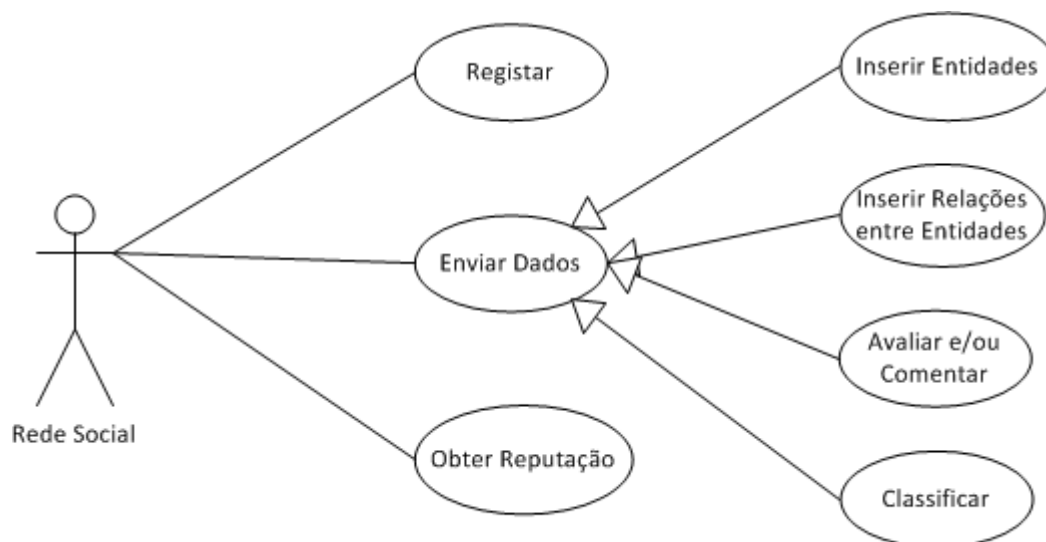 Registar
Inserir Entidades
Inserir Relações
entre Entidades
Enviar Dados
Avaliar e/ou
Comentar
Rede Social
Obter Reputação
Classificar